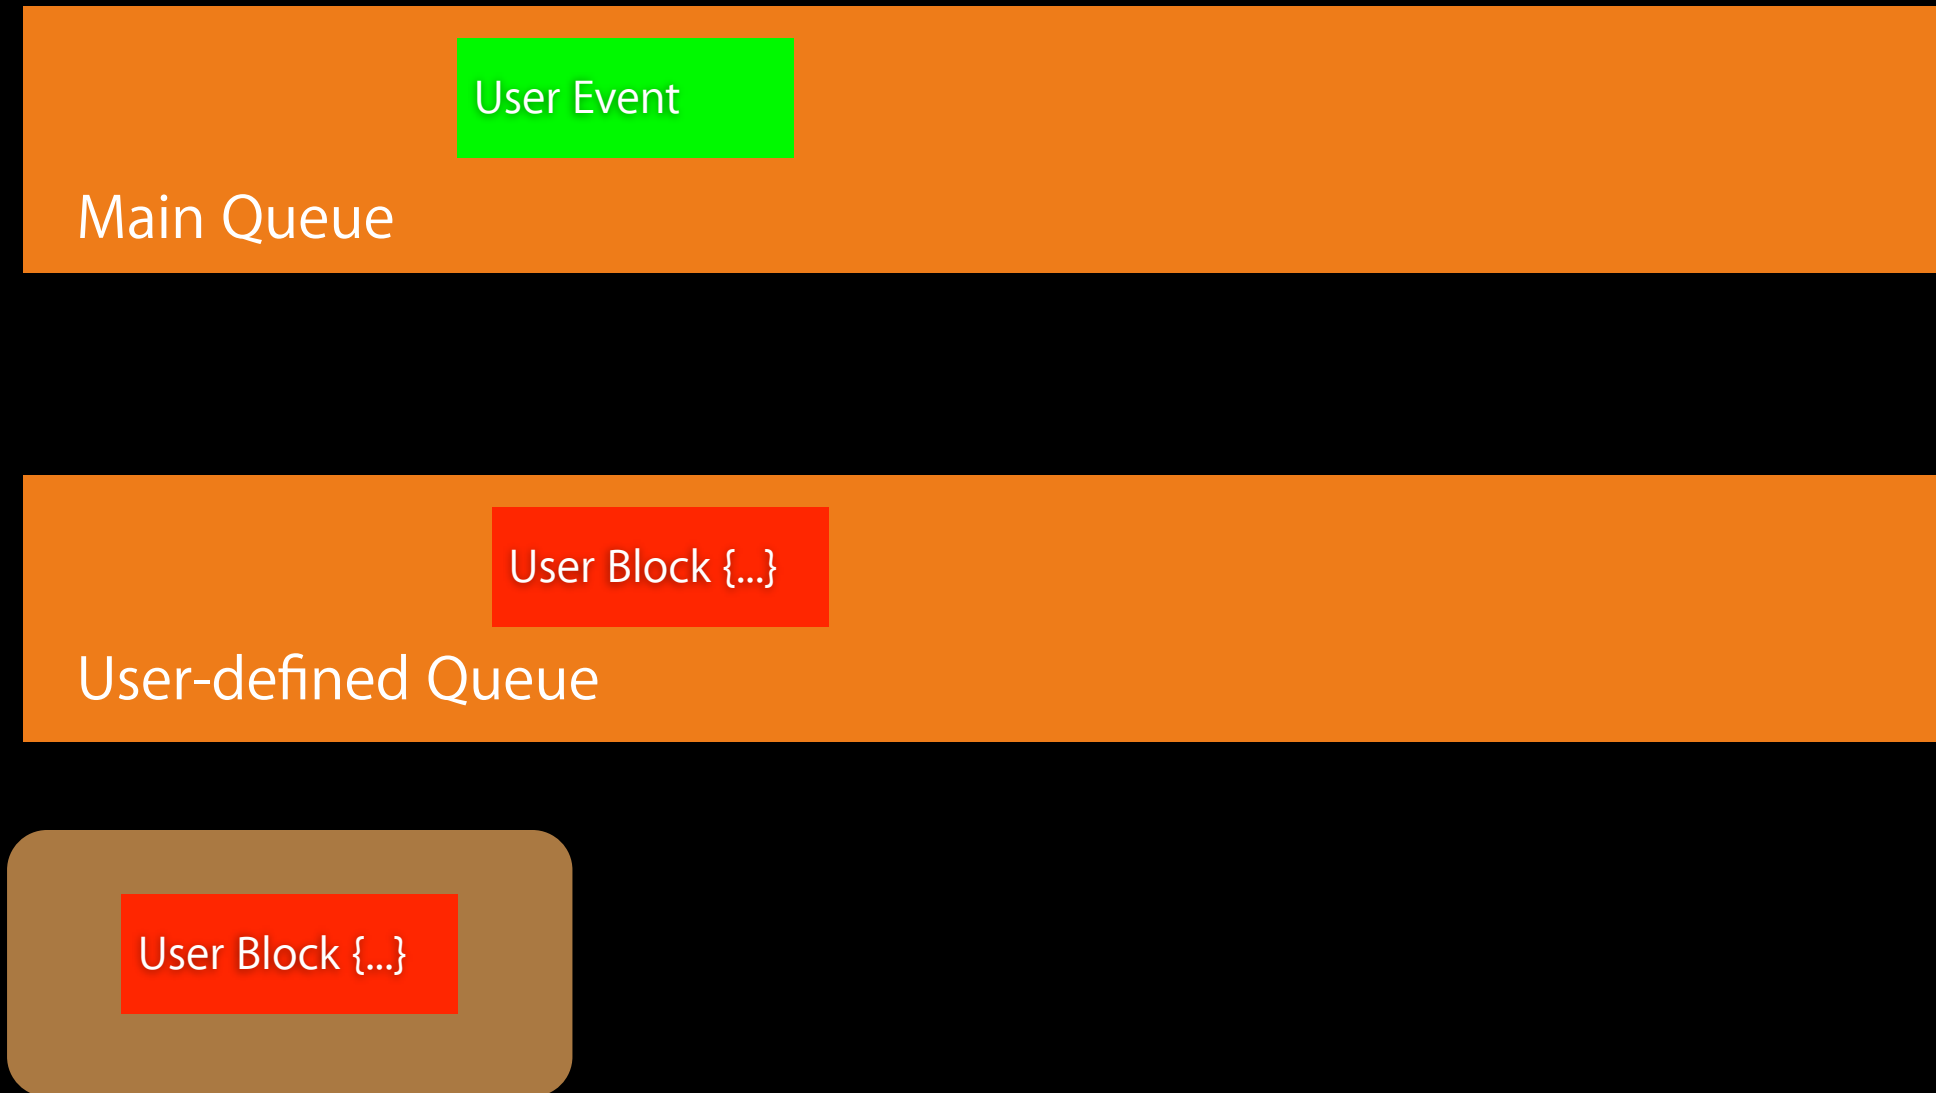 User Event
Main Queue
User Block {...}
User-defined Queue
User Block {...}